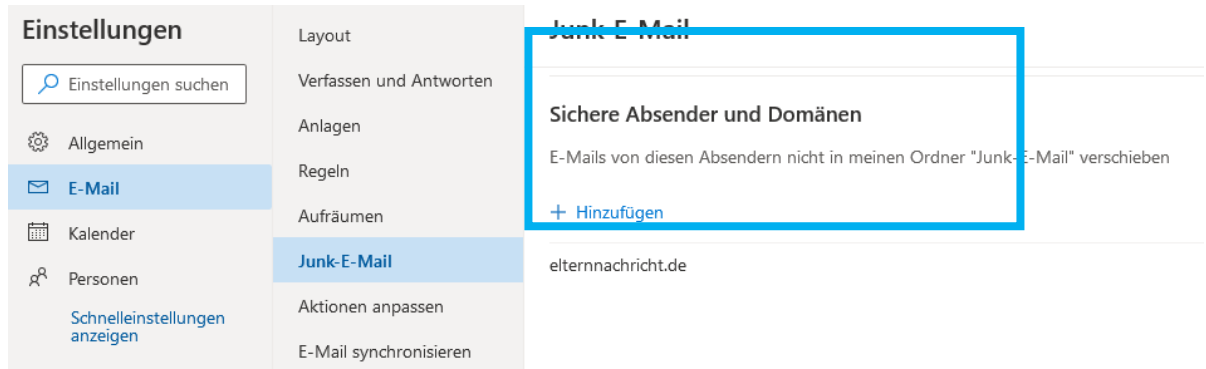 Einstellungen
Einstellungen suchen
Allgemein
E-Mail
Kalender
Personen
Schnelleinstellungen
anzeigen
Layout
Verfassen und Antworten
Anlagen
Regeln
Aufräumen
Junk-E-Mail
Aktionen anpassen
E-Mail synchronisieren
Junk-E-Mail
Sichere Absender und Domänen
E-Mails von diesen Absendern nicht in meinen Ordner "Junk-E-Mail" verschieben
+ Hinzufügen
elternnachricht.de